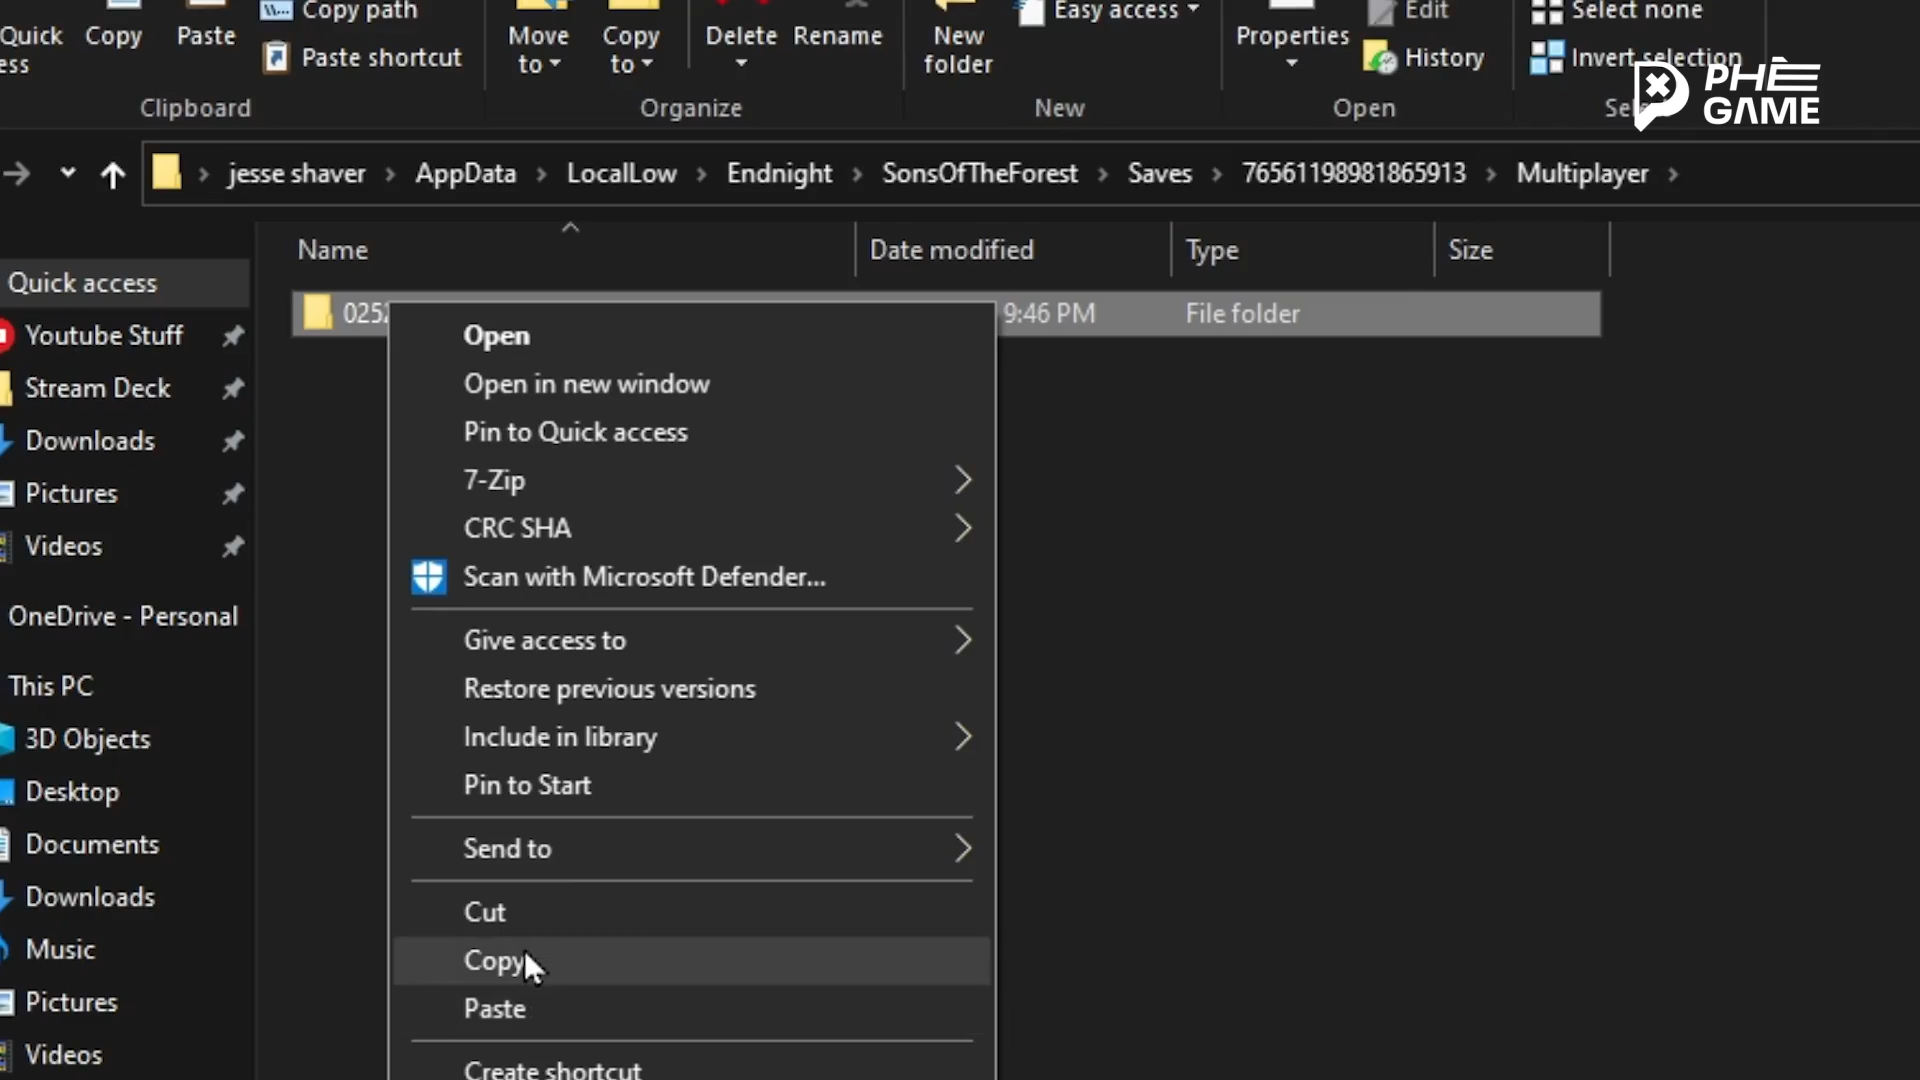 Quick
ess
Copy
Paste
Copy path
Paste shortcut
Move
to
Copy
to
Delete
Rename
New
folder
Easy access
Properties
Edit
History
Select none
Invert selection
Clipboard
Organize
New
Open
PHÊ
GAME
jesse shaver
AppData
LocalLow
Endnight
SonsOfTheForest
Saves
76561198981865913
Multiplayer
Name
Date modified
Type
Size
0252
9:46 PM
File folder
Quick access
Youtube Stuff
Stream Deck
Downloads
Pictures
Videos
OneDrive - Personal
This PC
3D Objects
Desktop
Documents
Downloads
Music
Pictures
Videos
Open
Open in new window
Pin to Quick access
7-Zip
CRC SHA
Scan with Microsoft Defender...
Give access to
Restore previous versions
Include in library
Pin to Start
Send to
Cut
Copy
Paste
Create shortcut